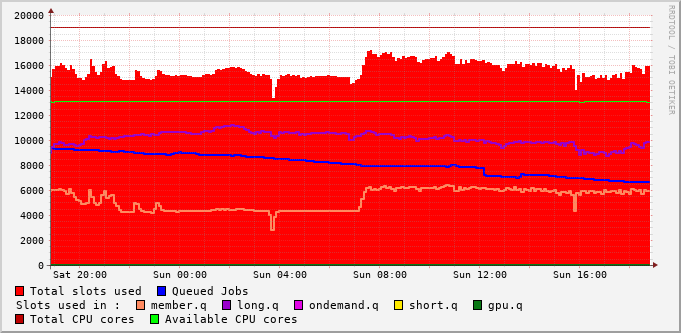 20000
18000
16000
14000
12000
10000
8000
6000
4000
2000
0
Sat 20:00 Sun 00:00 Sun 04:00 Sun 08:00 Sun 12:00 Sun 16:00
Total slots used Queued Jobs
Slots used in : member.q long.q ondemand.q short.q gpu.q
Total CPU cores Available CPU cores
RRDTOOL / TOBI OETIKER